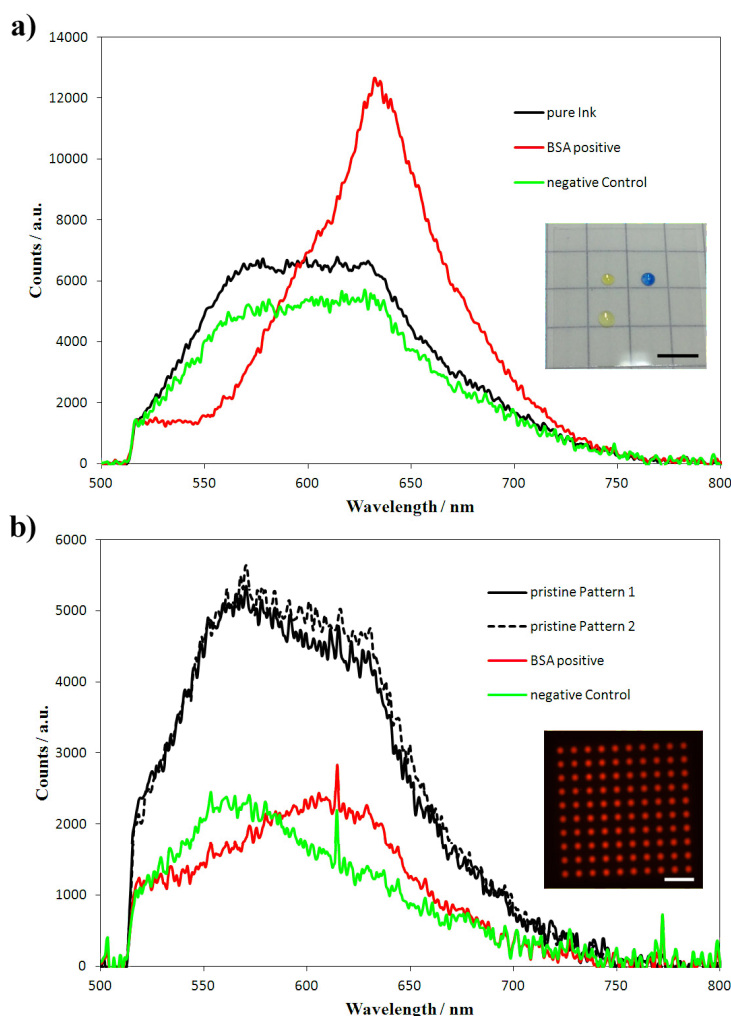 a)
14000
12000
10000
8000
6000
4000
2000
0
Counts / a.u.
pure Ink
BSA positive
negative Control
500 550 600 650 700 750 800
Wavelength / nm
b)
6000
5000
4000
3000
2000
1000
0
Counts / a.u.
pristine Pattern 1
pristine Pattern 2
BSA positive
negative Control
500 550 600 650 700 750 800
Wavelength / nm